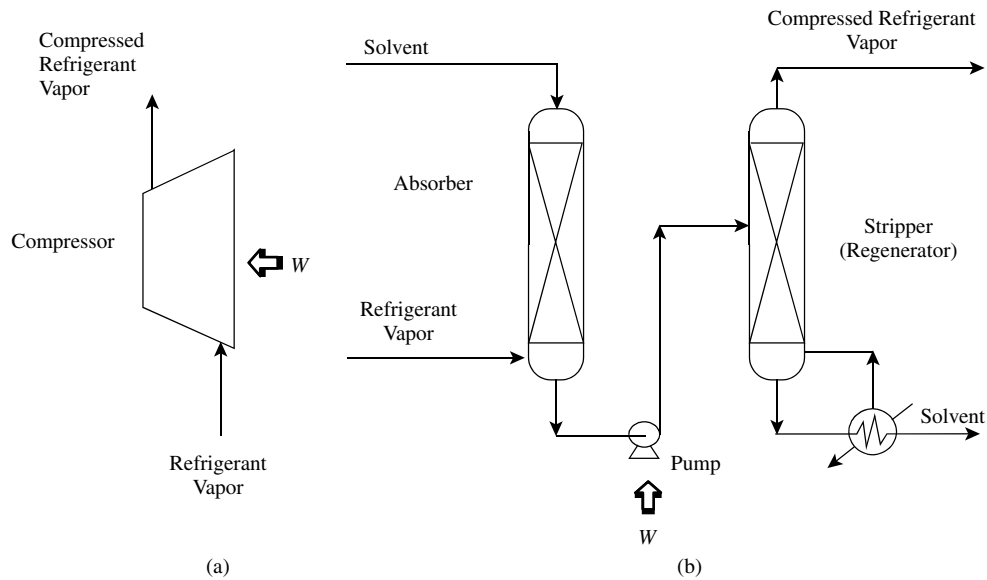 Compressed
Refrigerant
Vapor
Compressor
W
Refrigerant
Vapor
(a)
Solvent
Absorber
Refrigerant
Vapor
Pump
W
Compressed Refrigerant
Vapor
Stripper
(Regenerator)
Solvent
(b)